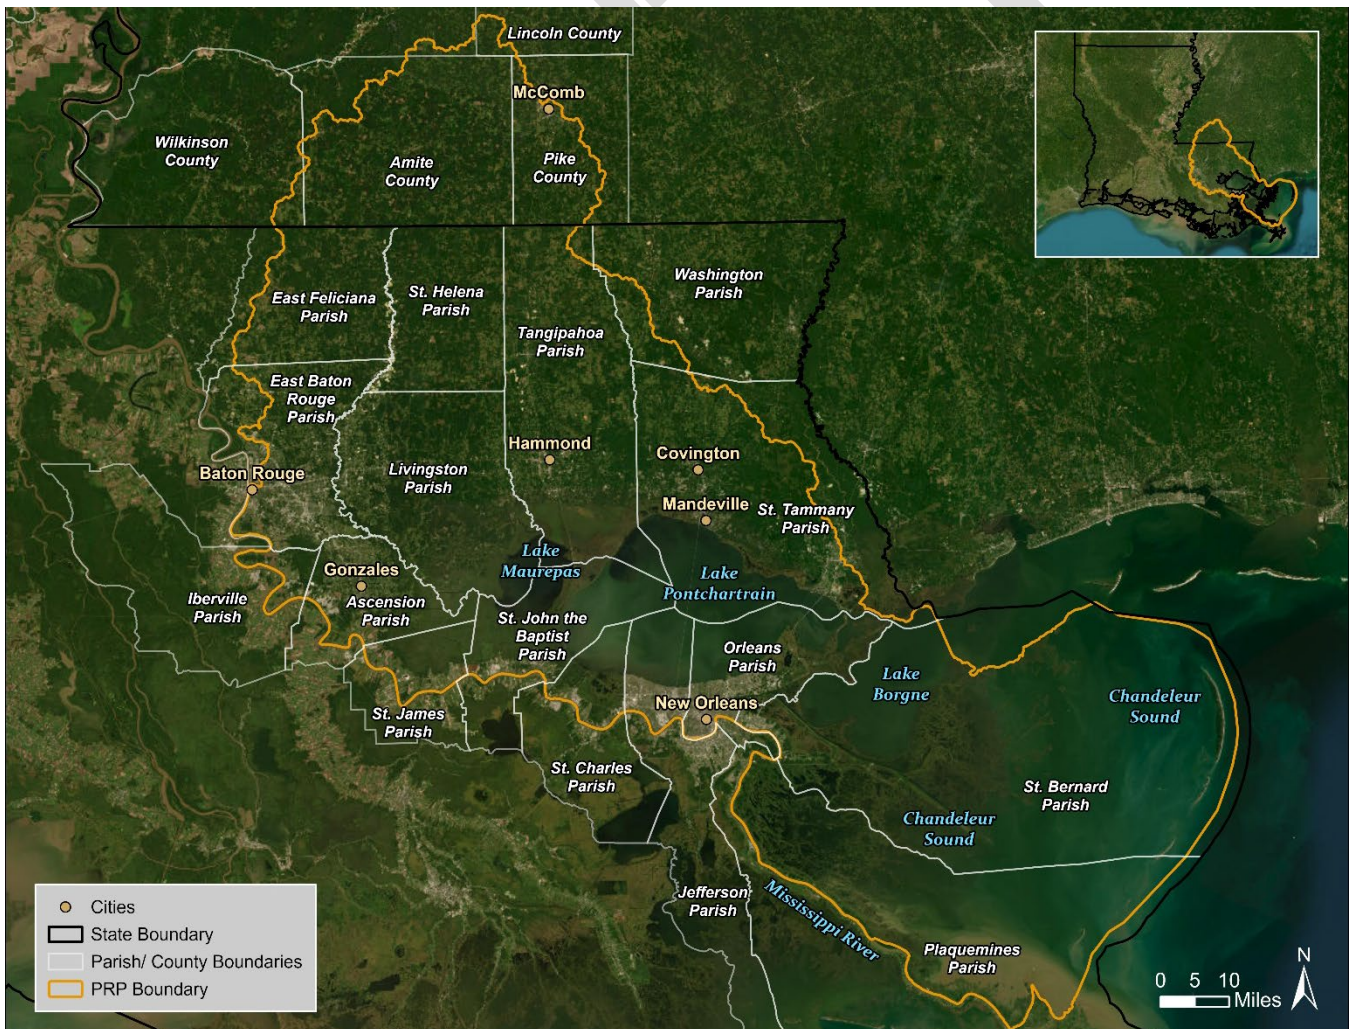 Lincoln County
McComb
Wilkinson
County
Amite
County
Pike
County
Washington
Parish
East Feliciana
Parish
St. Helena
Parish
Tangipahoa
Parish
East Baton
Rouge
Parish
Hammond
Covington
Baton Rouge
Livingston
Parish
Mandeville
St. Tammany
Parish
Lake
Maurepas
Gonzales
Lake
Pontchartrain
Iberville
Parish
Ascension
Parish
St. John the
Baptist
Parish
Orleans
Parish
Lake
Borgne
Chandeleur
Sound
New Orleans
St. James
Parish
St. Charles
Parish
St. Bernard
Parish
Chandeleur
Sound
Jefferson
Parish
Mississippi River
Plaquemines
Parish
Cities
State Boundary
Parish/ County Boundaries
PRP Boundary
N
0 5 10
Miles